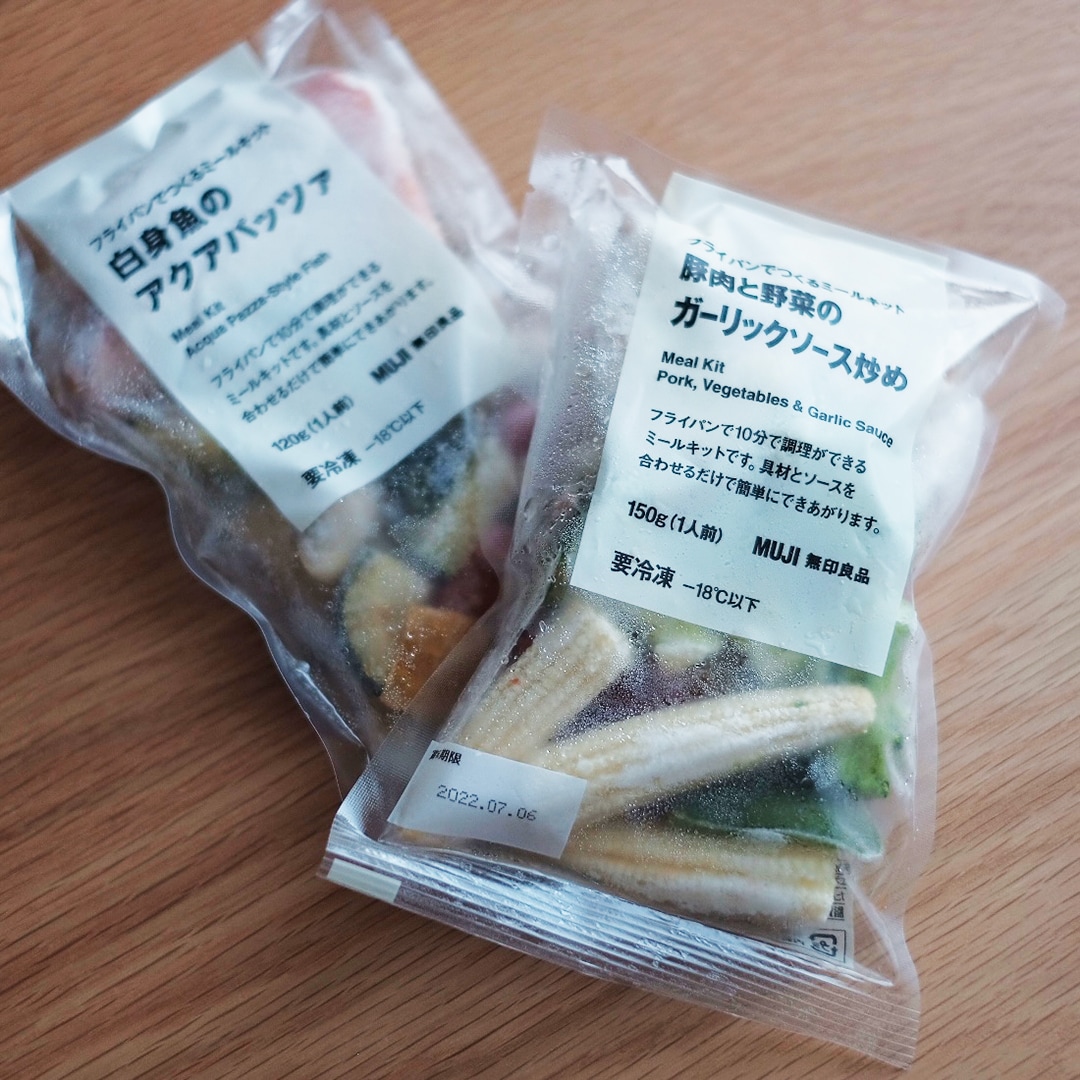 フライパンでつくるミールキット
白身魚の
アクアパッツァ
Meal Kit
Acqua Pazza-Style Fish
フライパンで10分で調理ができる
ミールキットです。具材とソースを
合わせるだけで簡単にできあがります。
120g(1人前)
MUJI 無印良品
要冷凍 −18℃以下
フライパンでつくるミールキット
豚肉と野菜の
ガーリックソース炒め
Meal Kit
Pork, Vegetables & Garlic Sauce
フライパンで10分で調理ができる
ミールキットです。具材とソースを
合わせるだけで簡単にできあがります。
150g(1人前)
MUJI 無印良品
要冷凍 −18℃以下
期限
2022.07.06